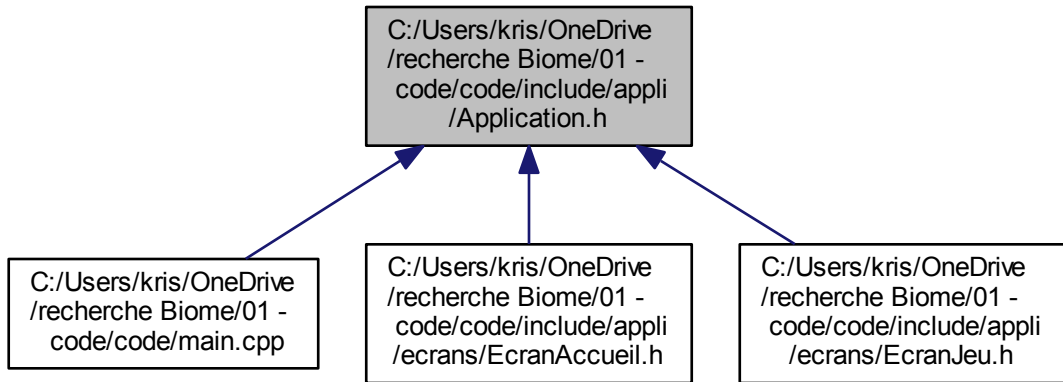 C:/Users/kris/OneDrive
/recherche Biome/01 -
code/code/include/appli
/Application.h
C:/Users/kris/OneDrive
/recherche Biome/01 -
code/code/main.cpp
C:/Users/kris/OneDrive
/recherche Biome/01 -
code/code/include/appli
/ecrans/EcranAccueil.h
C:/Users/kris/OneDrive
/recherche Biome/01 -
code/code/include/appli
/ecrans/EcranJeu.h